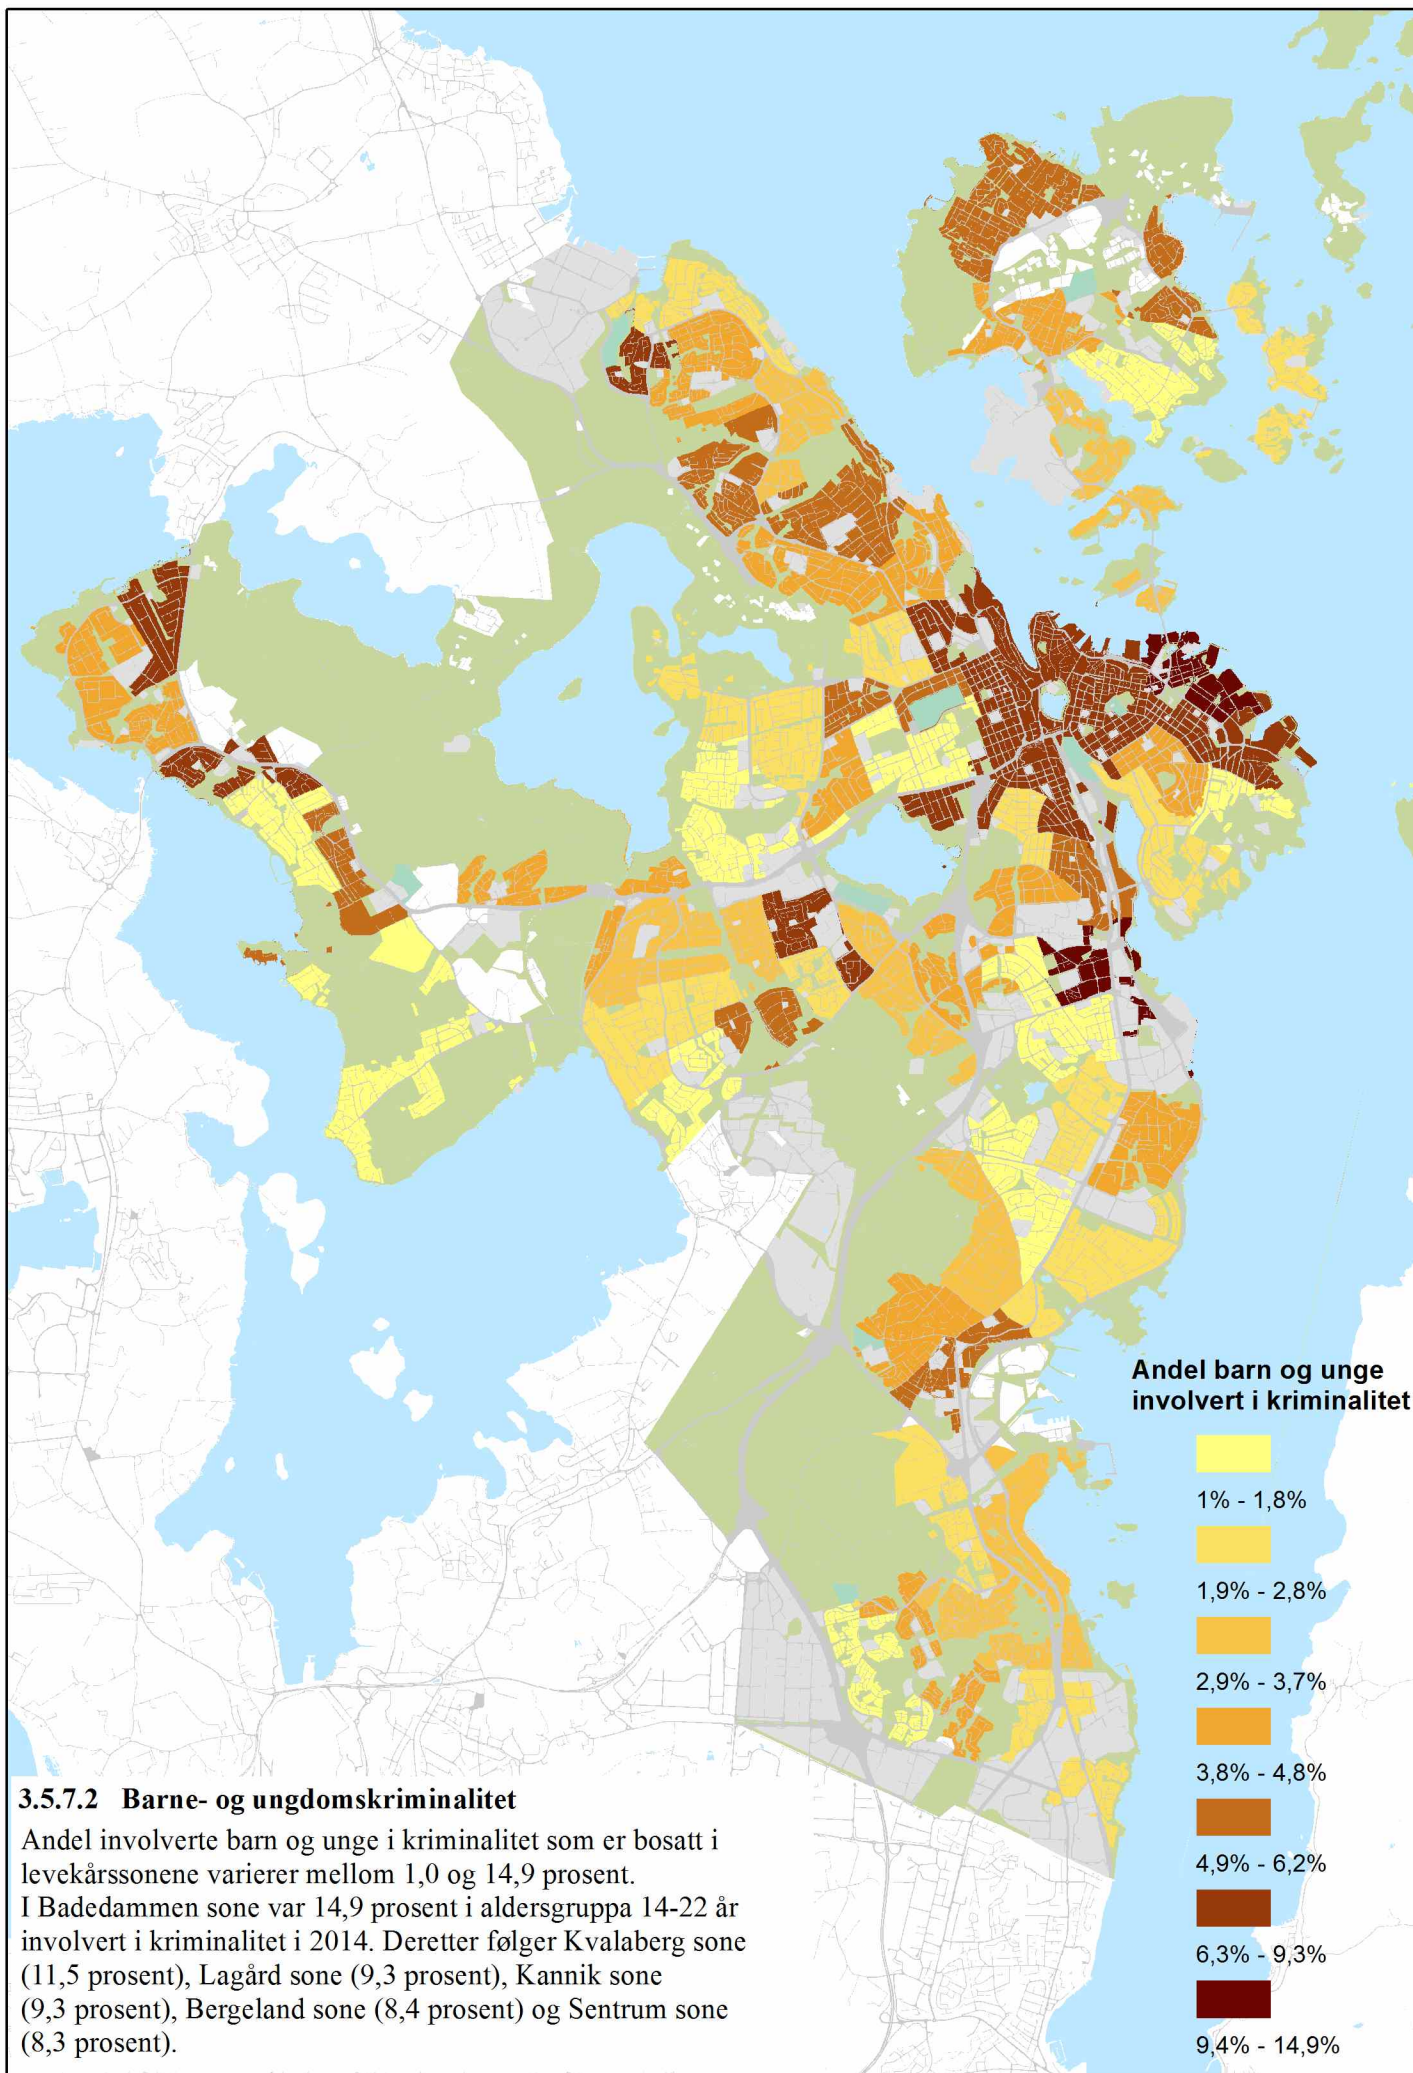 Andel barn og unge
involvert i kriminalitet
1% - 1,8%
1,9% - 2,8%
2,9% - 3,7%
3,8% - 4,8%
4,9% - 6,2%
6,3% - 9,3%
9,4% - 14,9%
3.5.7.2 Barne- og ungdomskriminalitet
Andel involverte barn og unge i kriminalitet som er bosatt i
levekårssonene varierer mellom 1,0 og 14,9 prosent.
I Badedammen sone var 14,9 prosent i aldersgruppa 14-22 år
involvert i kriminalitet i 2014. Deretter følger Kvalaberg sone
(11,5 prosent), Lagård sone (9,3 prosent), Kannik sone
(9,3 prosent), Bergeland sone (8,4 prosent) og Sentrum sone
(8,3 prosent).